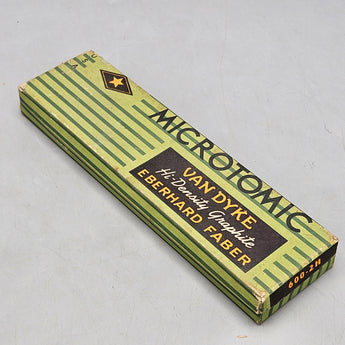 U
S
A
MICROTOMIC
VAN DYKE
Hi-Density Graphite
EBERHARD FABER
600-2H